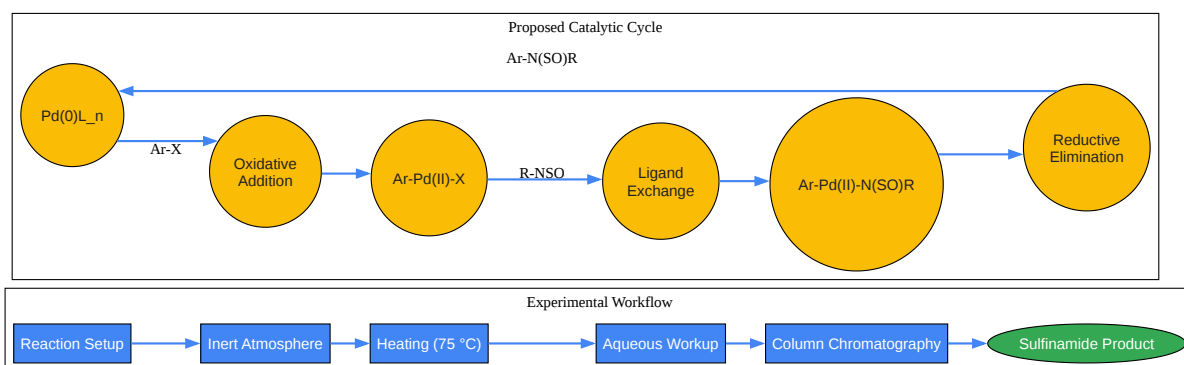 Proposed Catalytic Cycle
Ar-N(SO)R
Pd(0)L_n
Ar-X
Oxidative
Addition
Ar-Pd(II)-X
R-NSO
Ligand
Exchange
Ar-Pd(II)-N(SO)R
Reductive
Elimination
Experimental Workflow
Reaction Setup
Inert Atmosphere
Heating (75 °C)
Aqueous Workup
Column Chromatography
Sulfinamide Product